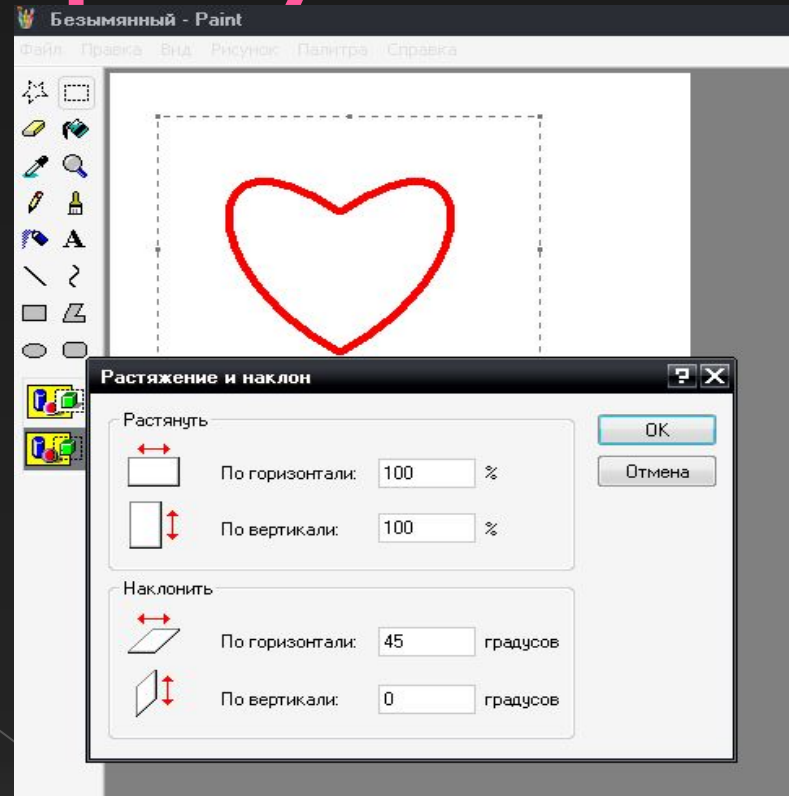 Безымянный - Paint
Файл Правка Вид Рисунок Палитра Справка
A
Растяжение и наклон
Растянуть
По горизонтали: 100 %
По вертикали: 100 %
Наклонить
По горизонтали: 45 градусов
По вертикали: 0 градусов
OK
Отмена